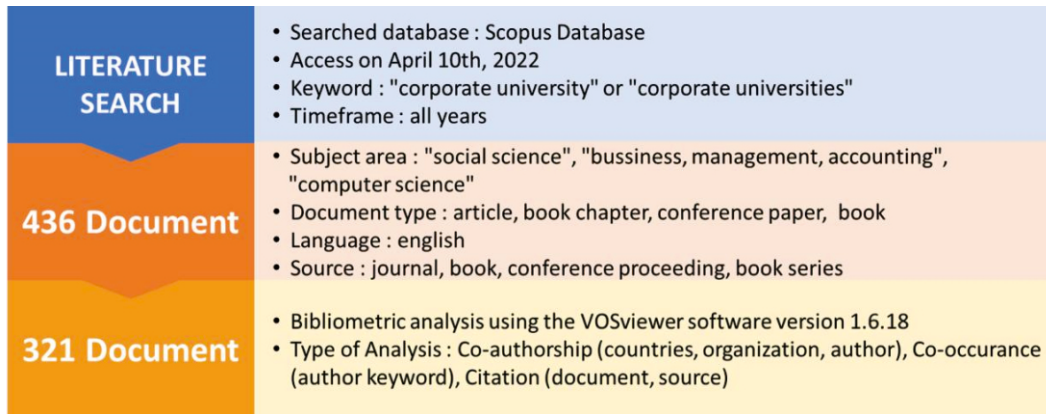 LITERATURE
SEARCH
• Searched database : Scopus Database
• Access on April 10th, 2022
• Keyword : "corporate university" or "corporate universities"
• Timeframe : all years
436 Document
• Subject area : "social science", "bussiness, management, accounting",
"computer science"
• Document type : article, book chapter, conference paper, book
• Language : english
• Source : journal, book, conference proceeding, book series
321 Document
• Bibliometric analysis using the VOSviewer software version 1.6.18
• Type of Analysis : Co-authorship (countries, organization, author), Co-occurance
(author keyword), Citation (document, source)